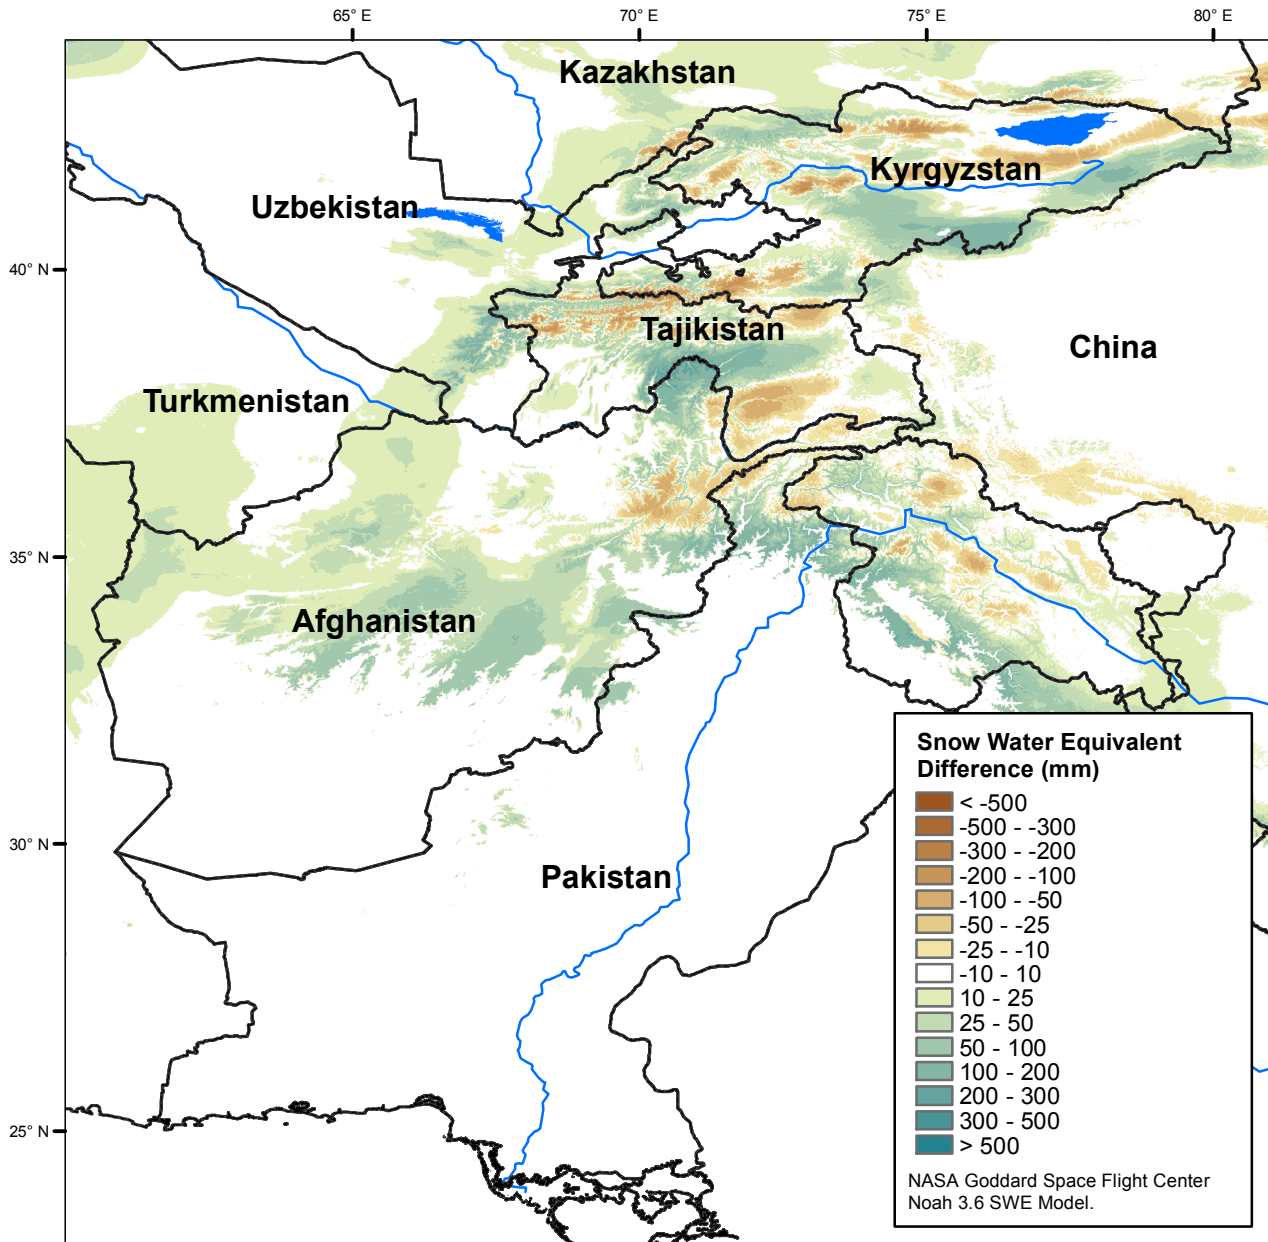 65° E
70° E
75° E
80° E
Kazakhstan
Kyrgyzstan
Uzbekistan
40° N
Tajikistan
China
Turkmenistan
35° N
Afghanistan
30° N
Pakistan
25° N
Snow Water Equivalent
Difference (mm)
< -500
-500 - -300
-300 - -200
-200 - -100
-100 - -50
-50 - -25
-25 - -10
-10 - 10
10 - 25
25 - 50
50 - 100
100 - 200
200 - 300
300 - 500
> 500
NASA Goddard Space Flight Center
Noah 3.6 SWE Model.